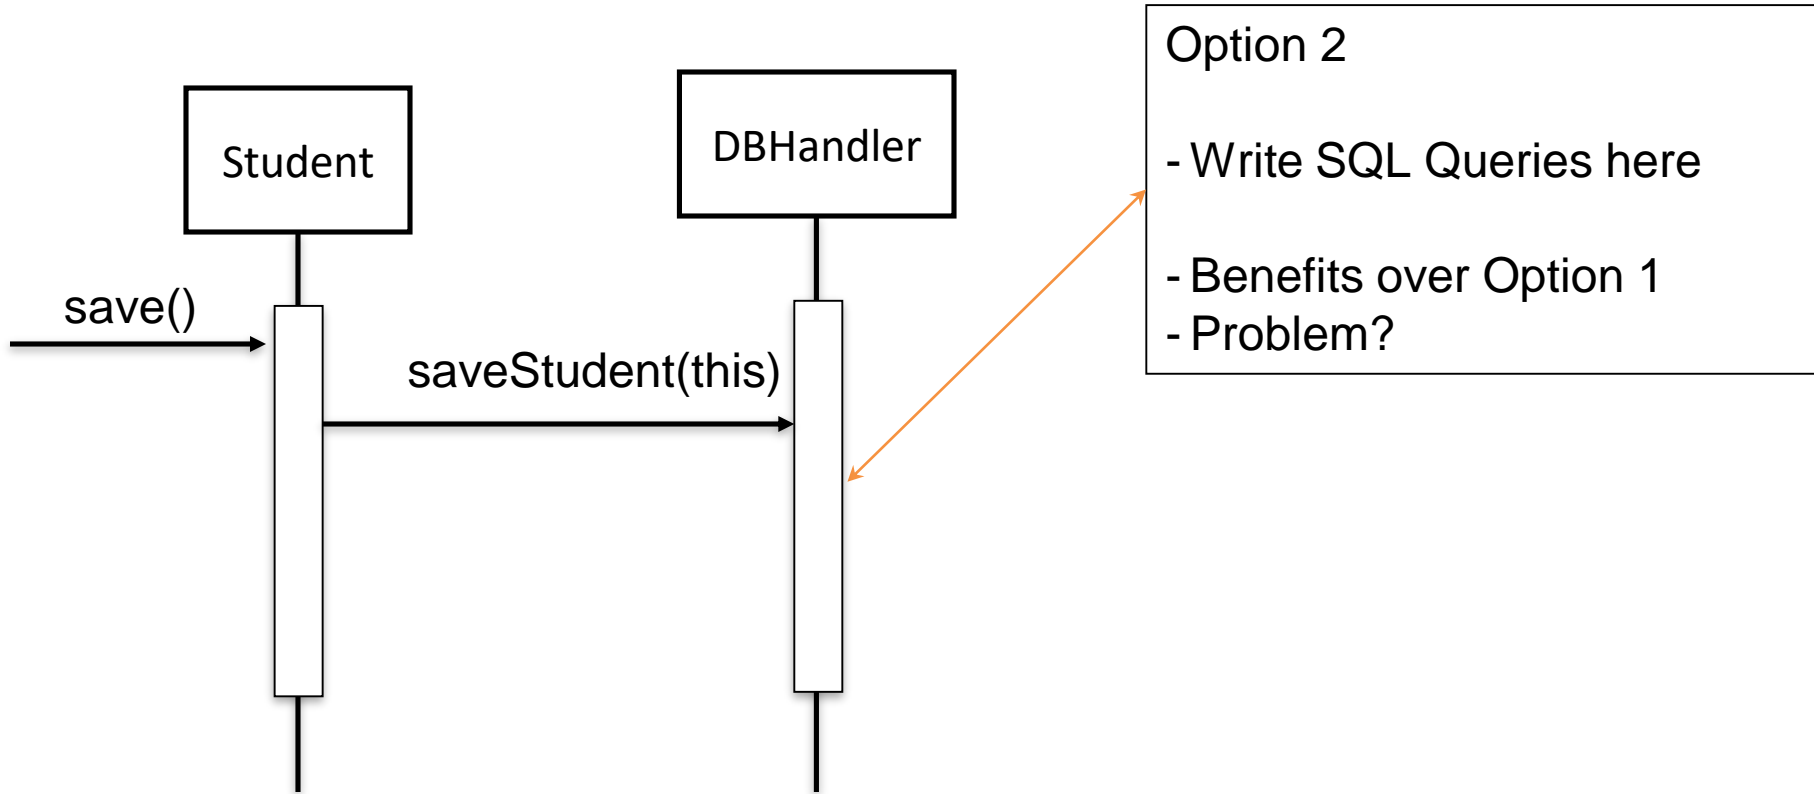 Option 2
Student
DBHandler
- Write SQL Queries here
- Benefits over Option 1
- Problem?
save()
saveStudent(this)